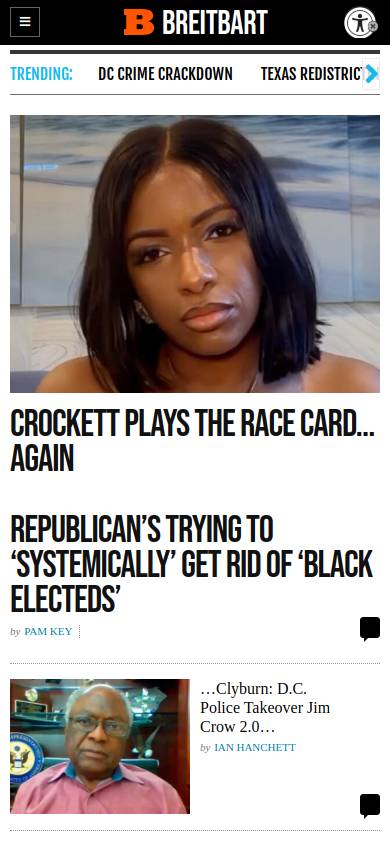 BREITBART
TRENDING: DC CRIME CRACKDOWN TEXAS REDISTRICT
CROCKETT PLAYS THE RACE CARD...
AGAIN
REPUBLICAN'S TRYING TO
‘SYSTEMICALLY’ GET RID OF ‘BLACK
ELECTEDS’
by PAM KEY
…Clyburn: D.C.
Police Takeover Jim
Crow 2.0…
by IAN HANCHETT